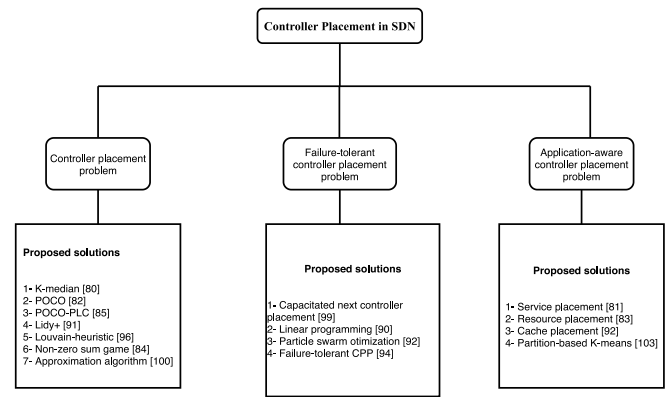 Controller Placement in SDN
Controller placement
problem
Failure-tolerant
controller placement
problem
Application-aware
controller placement
problem
Proposed solutions
1- K-median [80]
2- POCO [82]
3- POCO-PLC [85]
4- Lidy+ [91]
5- Louvain-heuristic [96]
6- Non-zero sum game [84]
7- Approximation algorithm [100]
Proposed solutions
1- Capacitated next controller
placement [99]
2- Linear programming [90]
3- Particle swarm otimization [92]
4- Failure-tolerant CPP [94]
Proposed solutions
1- Service placement [81]
2- Resource placement [83]
3- Cache placement [92]
4- Partition-based K-means [103]